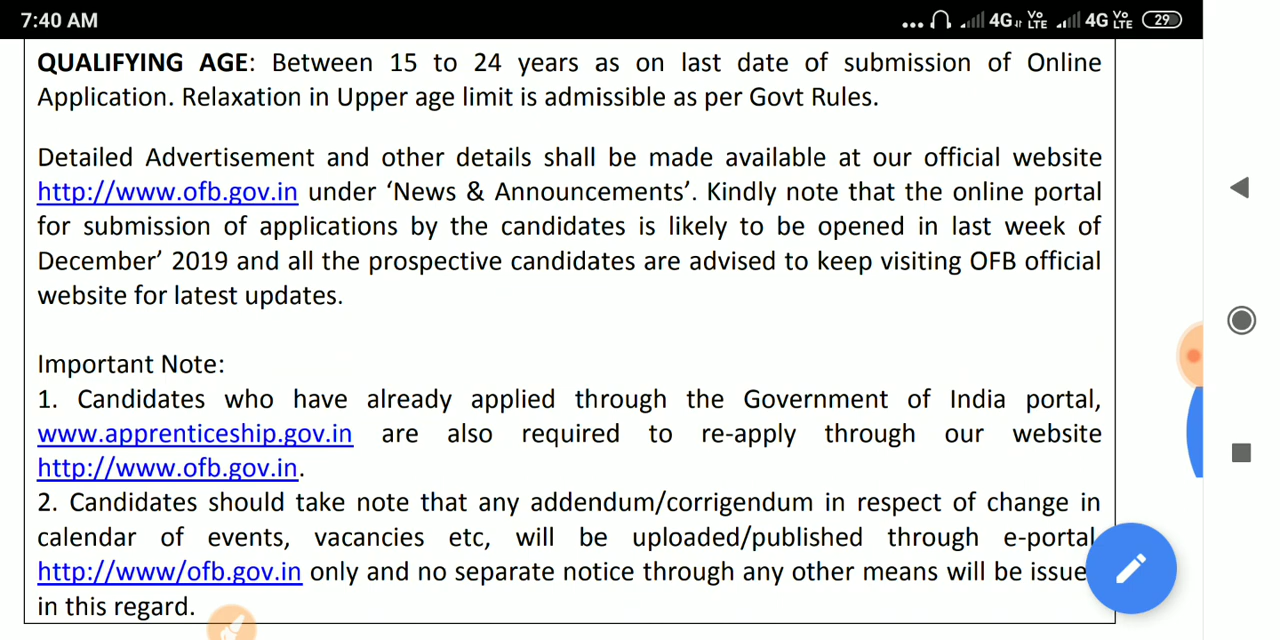 7:40 AM
... 4G Vo LTE 4G Vo LTE 29
QUALIFYING AGE: Between 15 to 24 years as on last date of submission of Online
Application. Relaxation in Upper age limit is admissible as per Govt Rules.
Detailed Advertisement and other details shall be made available at our official website
http://www.ofb.gov.in under ‘News & Announcements’. Kindly note that the online portal
for submission of applications by the candidates is likely to be opened in last week of
December’ 2019 and all the prospective candidates are advised to keep visiting OFB official
website for latest updates.
Important Note:
1. Candidates who have already applied through the Government of India portal,
www.apprenticeship.gov.in are also required to re-apply through our website
http://www.ofb.gov.in.
2. Candidates should take note that any addendum/corrigendum in respect of change in
calendar of events, vacancies etc, will be uploaded/published through e-portal
http://www/ofb.gov.in only and no separate notice through any other means will be issue
in this regard.